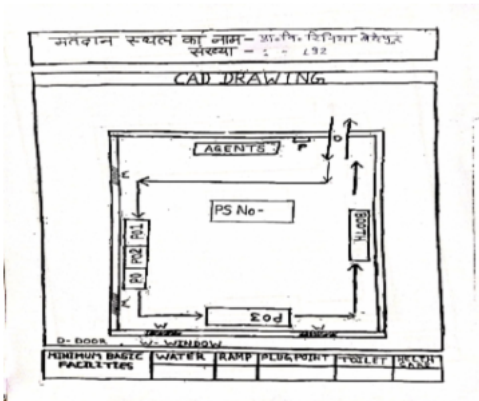 मतदान स्थल का नाम - प्रा. वि.
संख्या - : - 192
CAD DRAWING
D
P
AGENTS
W
PS No-
PO1
PO2
PO
BOOTH
W
PO3
W
W
D- DOOR, W- WINDOW
MINIMUM BASIC FACILITIES
WATER
RAMP
PLUG POINT
TOILET